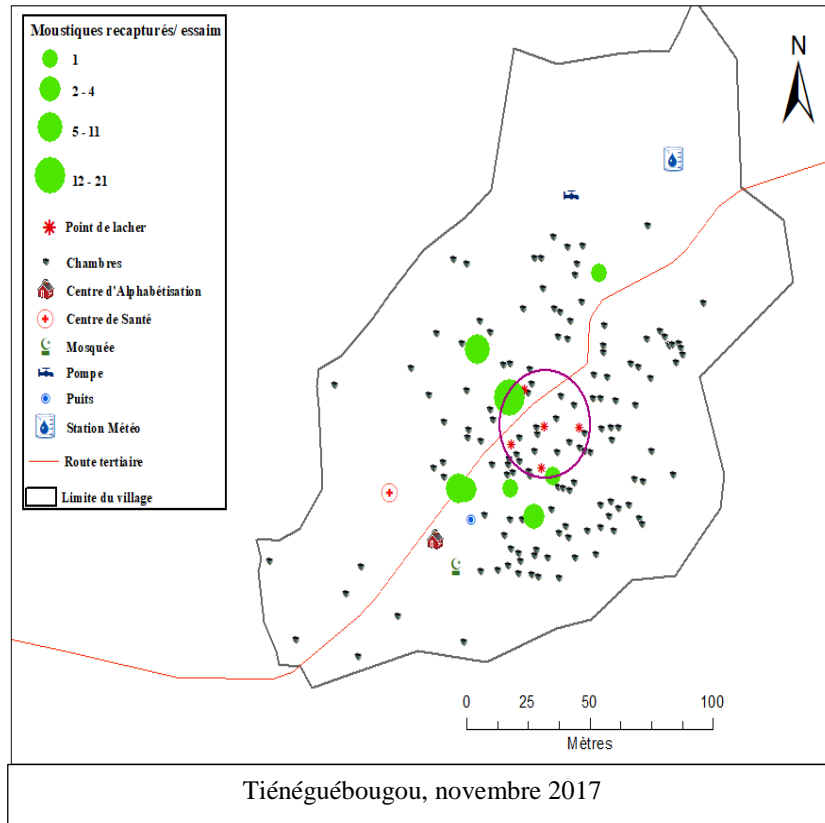 Moustiques recapturés/ essaim
1
2 - 4
5 - 11
12 - 21
Point de lacher
Chambres
Centre d'Alphabétisation
Centre de Santé
Mosquée
Pompe
Puits
Station Météo
Route tertiaire
Limite du village
N
0 25 50 100
Mètres
Tiénéguébougou, novembre 2017